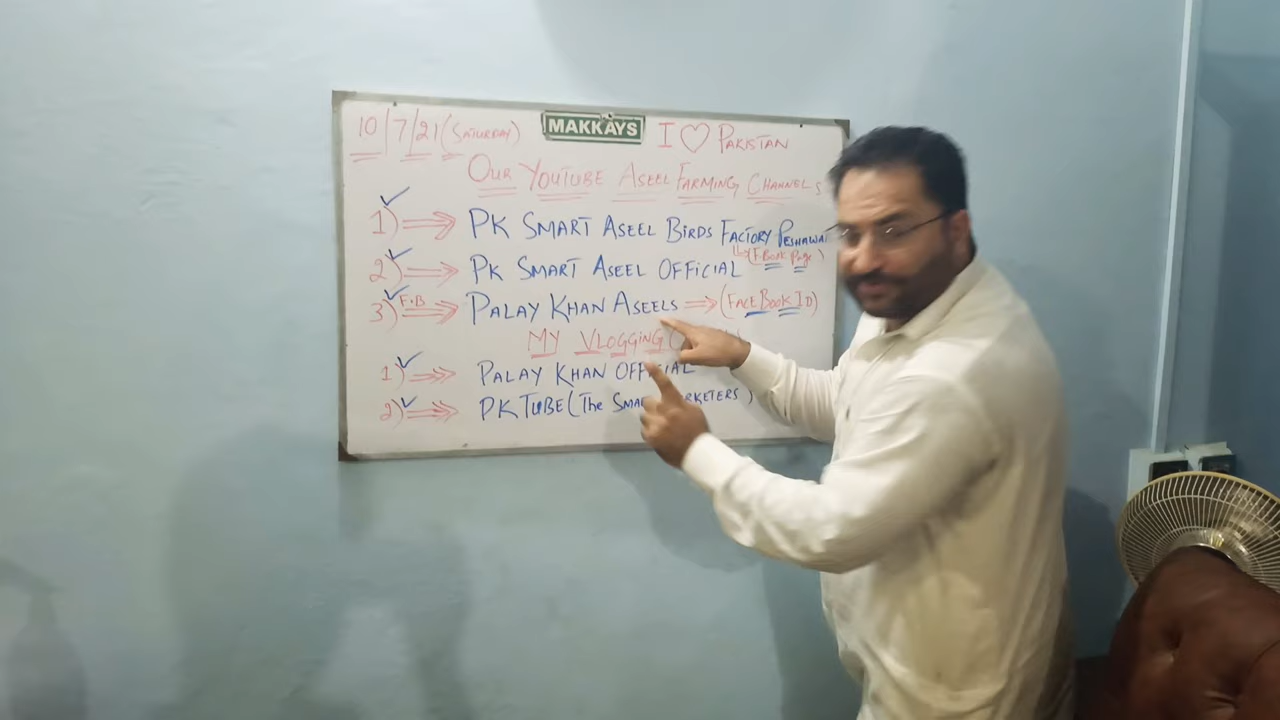 10/7/21 (SATURDAY) MAKKAYS I ♡ PAKISTAN
OUR YOUTUBE ASEEL FARMING CHANNELS
1) ⇒ PK SMART ASEEL BIRDS FACTORY PESHAWAR
(F.Book Page)
2) ⇒ PK SMART ASEEL OFFICIAL
3) F.B ⇒ PALAY KHAN ASEELS ⇒ (FACEBOOK ID)
MY VLOGGING
1) ⇒ PALAY KHAN OFFICIAL
2) ⇒ PK TUBE (The